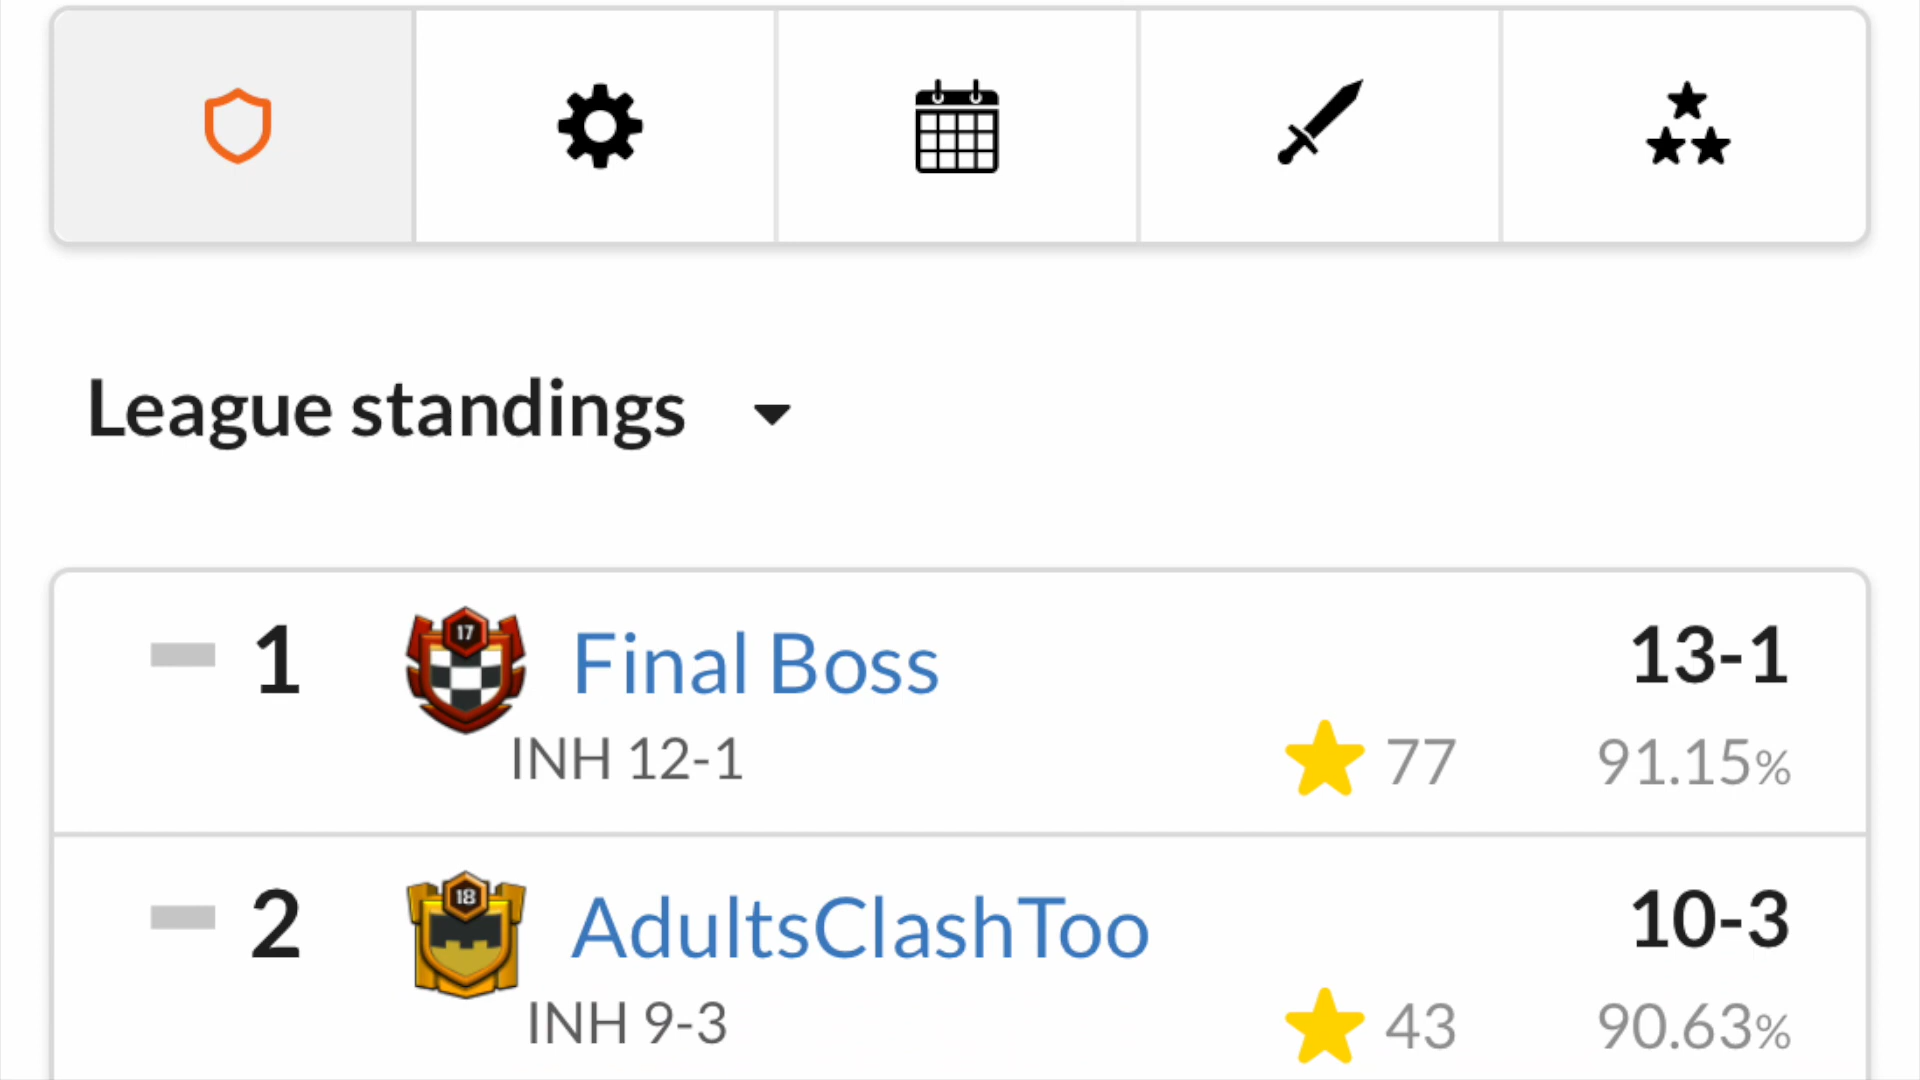 League standings
1 17 Final Boss 13-1
INH 12-1 77 91.15%
2 18 AdultsClashToo 10-3
INH 9-3 43 90.63%